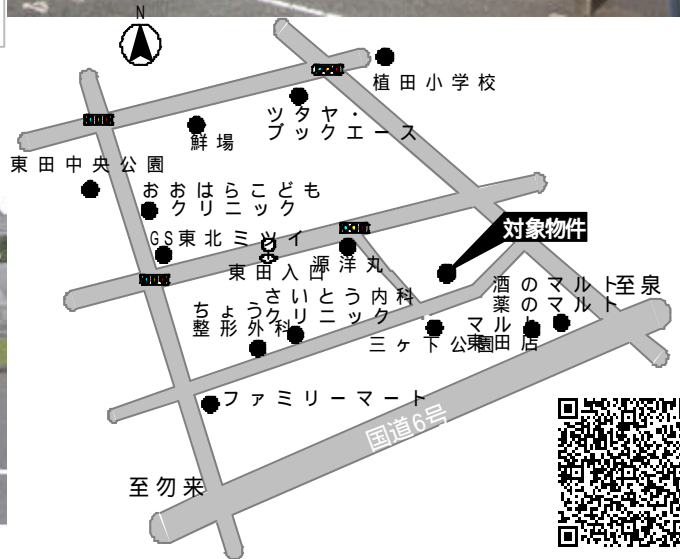 N
植田小学校
ツタヤ・
ブックエース
鮮場
東田中央公園
おおはらこども
クリニック
対象物件
GS東北ミツイ
東田入口
源洋丸
酒のマルト
薬のマルト
至泉
さいとう内科
クリニック
ちょう
整形外科
マルト
東田店
三ヶ下公園
ファミリーマート
国道6号
至勿来